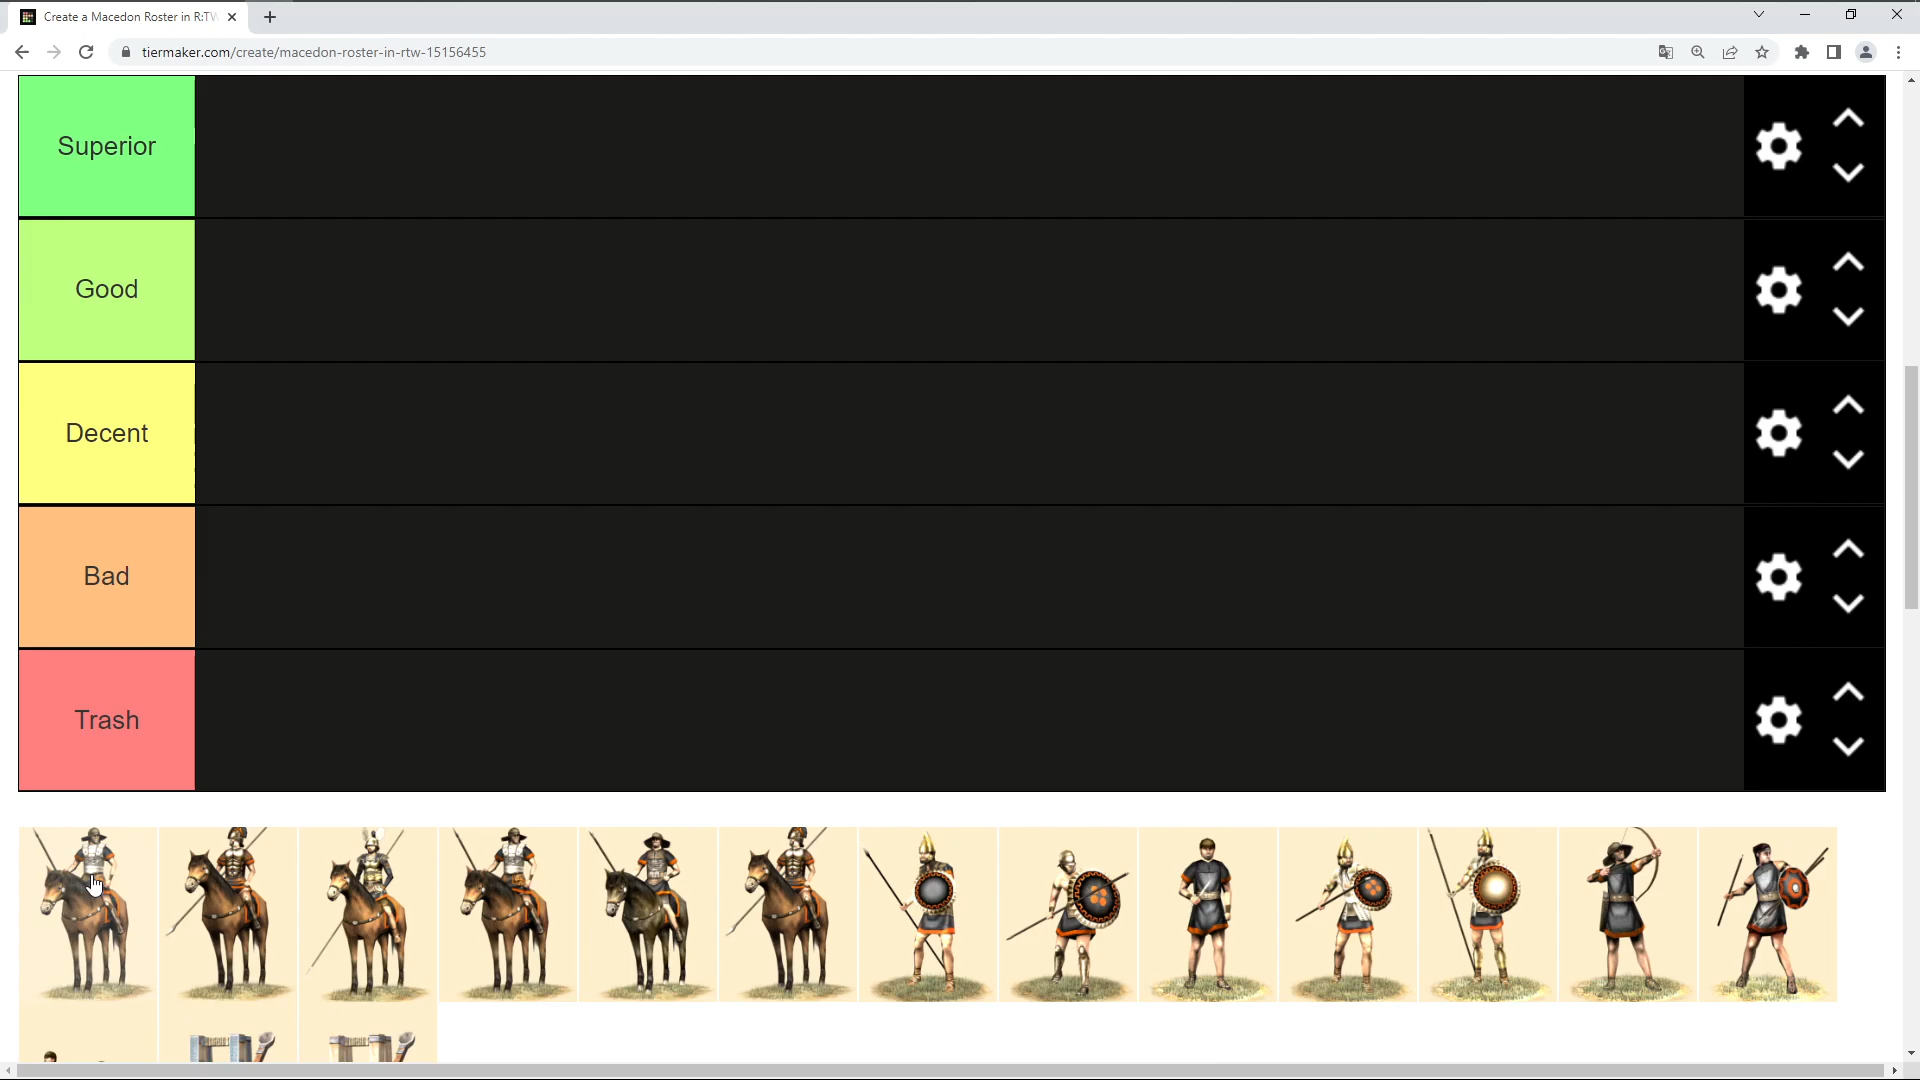 Create a Macedon Roster in R:TW
tiermaker.com/create/macedon-roster-in-rtw-15156455
Superior
Good
Decent
Bad
Trash